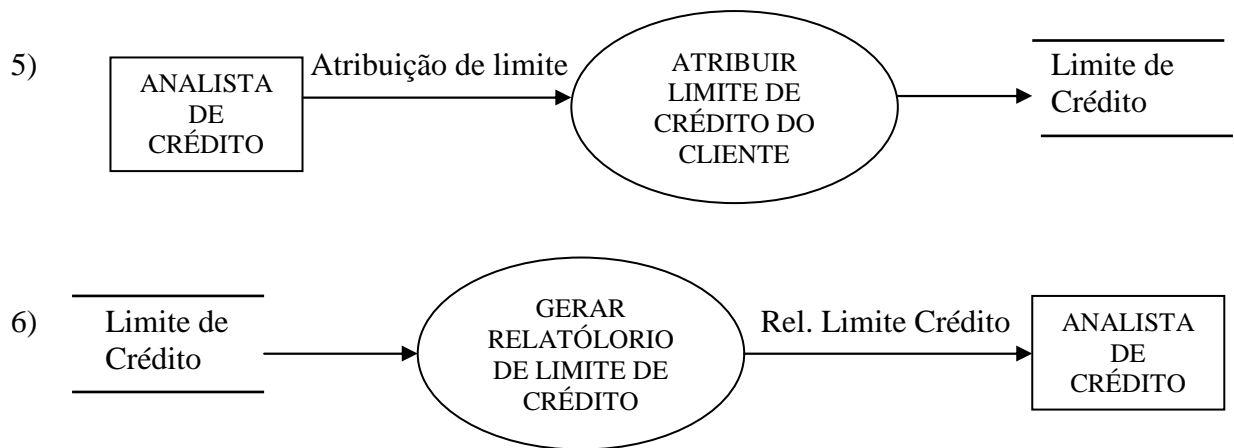 5)
ANALISTA
DE
CRÉDITO
Atribuição de limite
ATRIBUIR
LIMITE DE
CRÉDITO DO
CLIENTE
Limite de
Crédito
6)
Limite de
Crédito
GERAR
RELATÓLORIO
DE LIMITE DE
CRÉDITO
Rel. Limite Crédito
ANALISTA
DE
CRÉDITO